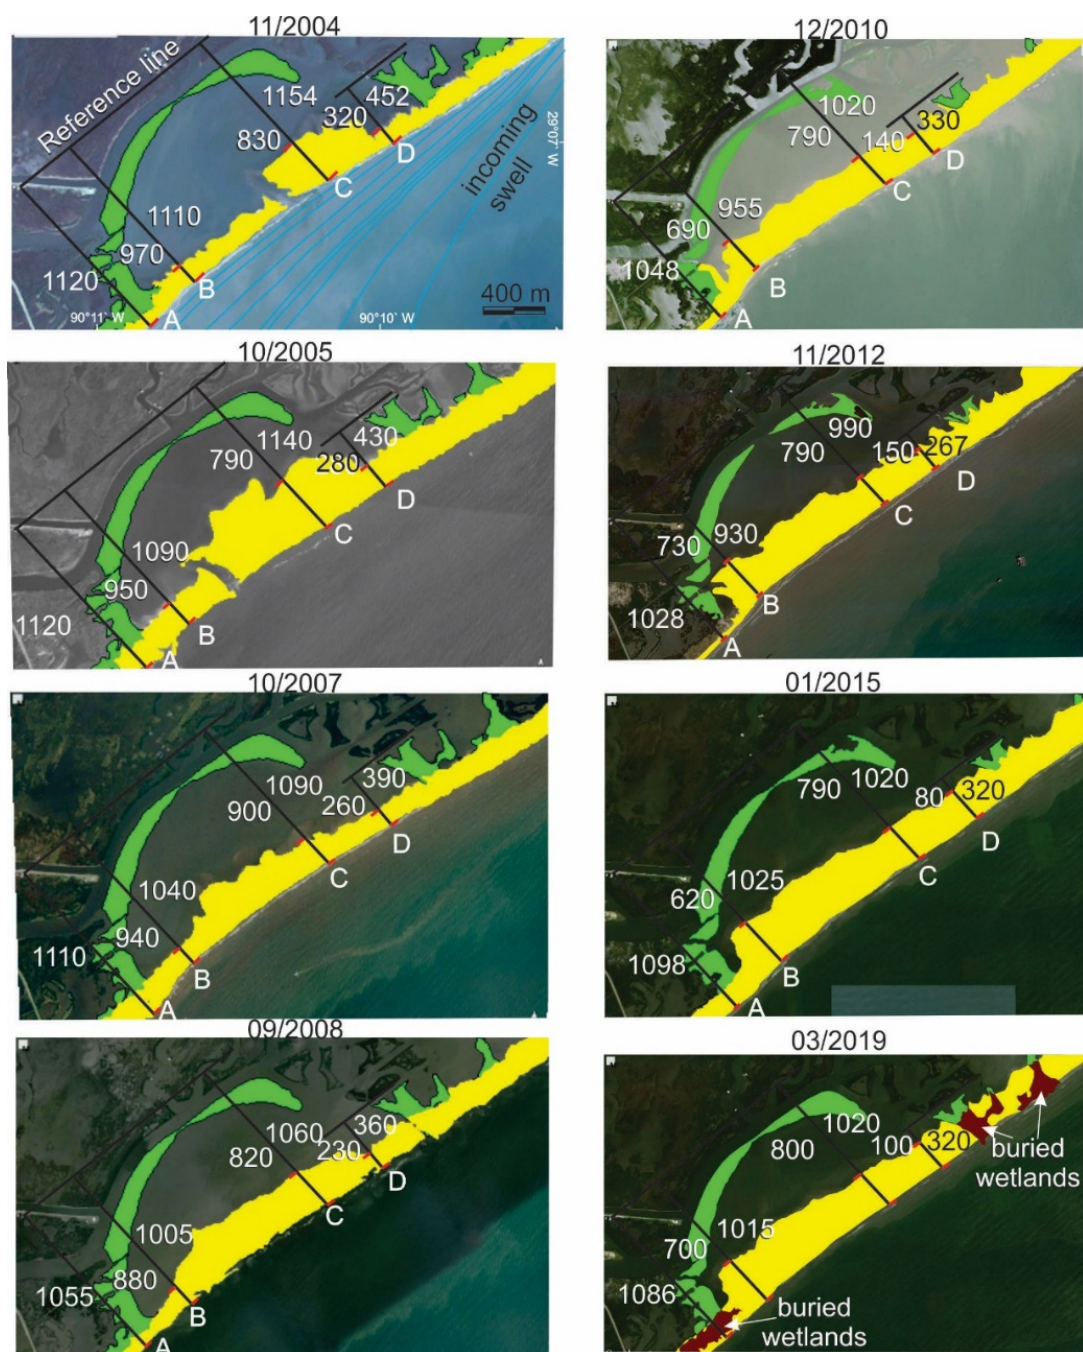 11/2004
Reference line
1154
452
320
830
incoming
swell
29°07' W
D
C
1110
970
1120
B
A
400 m
90°11' W
90°10' W
12/2010
1020
790
140
330
D
C
955
690
1048
B
A
10/2005
1140
430
790
280
D
C
1090
950
1120
B
A
11/2012
990
790
150
267
D
C
930
730
1028
B
A
10/2007
1090
390
260
900
D
C
1040
940
1110
B
A
01/2015
790
1020
80
320
D
C
1025
620
1098
B
A
09/2008
1060
360
230
820
D
C
1005
880
1055
B
A
03/2019
1020
800
100
320
buried
wetlands
1015
700
1086
buried
wetlands